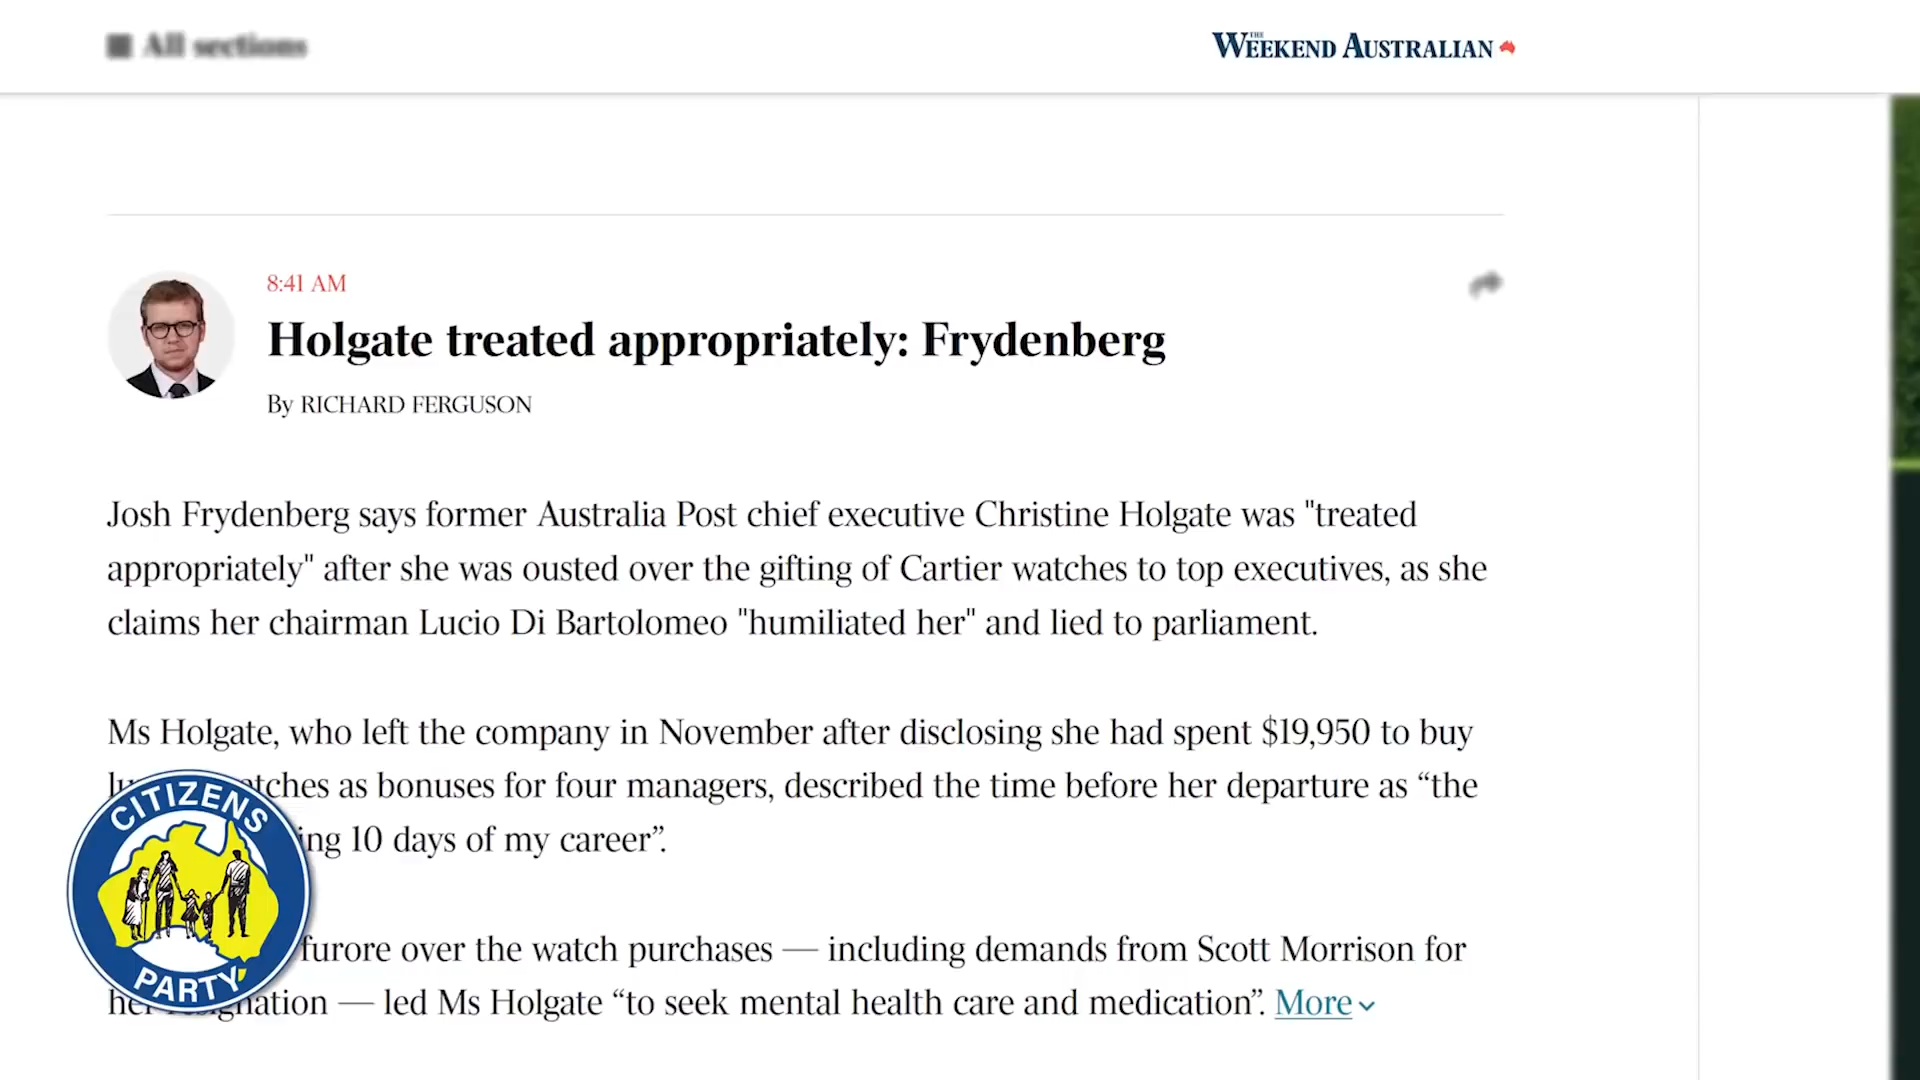 All sections
THE WEEKEND AUSTRALIAN
8:41 AM
Holgate treated appropriately: Frydenberg
By RICHARD FERGUSON
Josh Frydenberg says former Australia Post chief executive Christine Holgate was "treated
appropriately" after she was ousted over the gifting of Cartier watches to top executives, as she
claims her chairman Lucio Di Bartolomeo "humiliated her" and lied to parliament.
Ms Holgate, who left the company in November after disclosing she had spent $19,950 to buy
as bonuses for four managers, described the time before her departure as “the
10 days of my career”.
furore over the watch purchases — including demands from Scott Morrison for
— led Ms Holgate “to seek mental health care and medication”. More
CITIZENS
PARTY